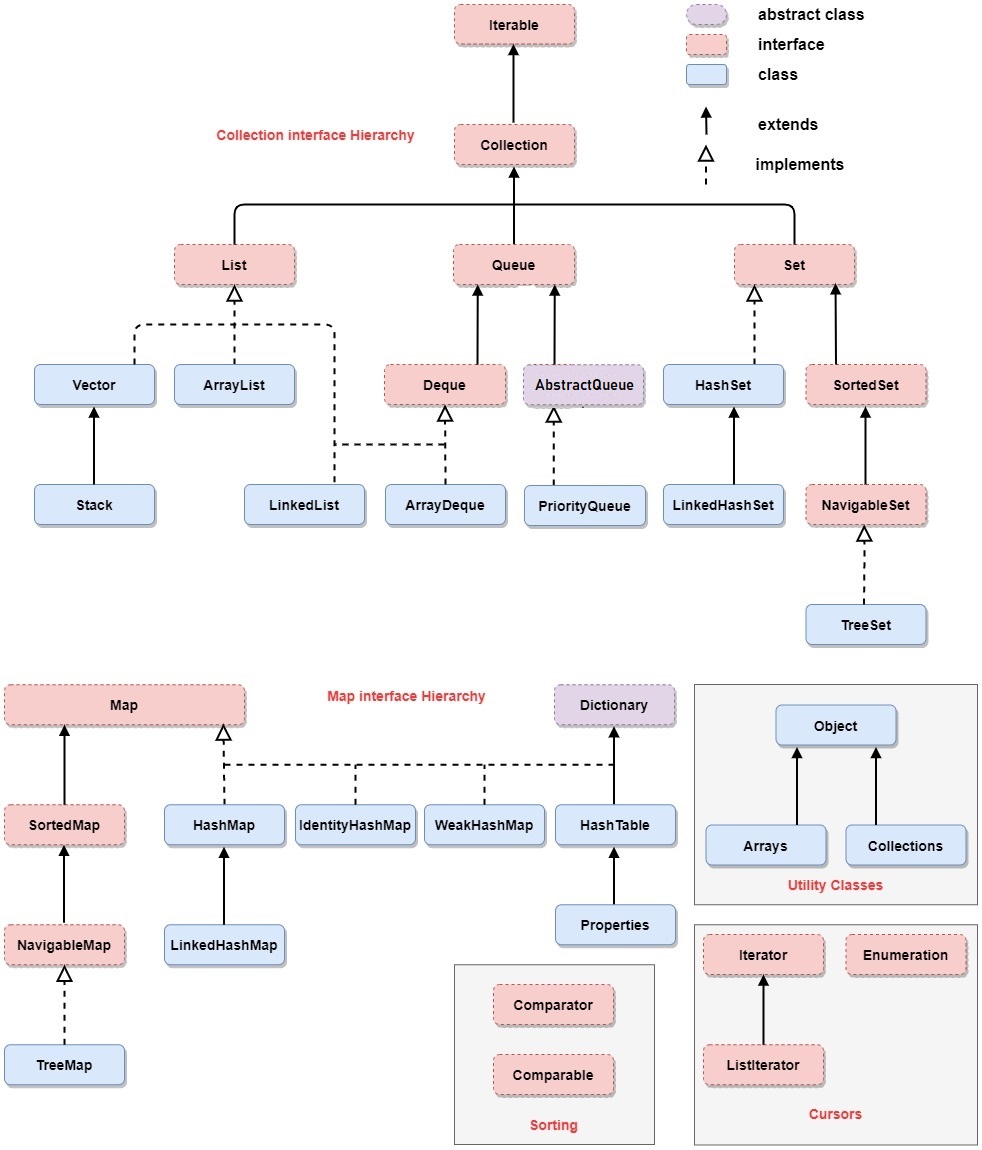 Iterable
abstract class
interface
class
extends
implements
Collection interface Hierarchy
Collection
List
Queue
Set
Vector
ArrayList
Deque
AbstractQueue
HashSet
SortedSet
Stack
LinkedList
ArrayDeque
PriorityQueue
LinkedHashSet
NavigableSet
TreeSet
Map interface Hierarchy
Map
Dictionary
SortedMap
HashMap
IdentityHashMap
WeakHashMap
HashTable
NavigableMap
LinkedHashMap
Properties
TreeMap
Object
Arrays
Collections
Utility Classes
Comparator
Comparable
Sorting
Iterator
Enumeration
ListIterator
Cursors